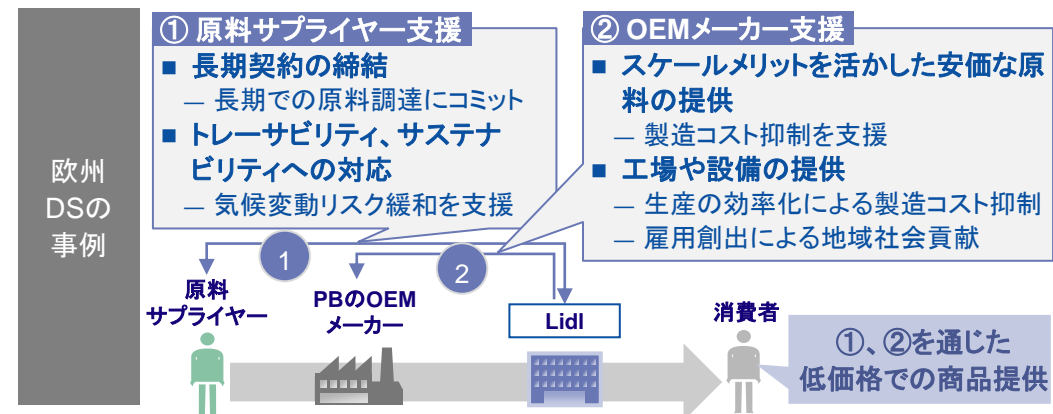 欧州
DSの
事例
① 原料サプライヤー支援
■ 長期契約の締結
― 長期での原料調達にコミット
■ トレーサビリティ、サステナ
ビリティへの対応
― 気候変動リスク緩和を支援
② OEMメーカー支援
■ スケールメリットを活かした安価な原
料の提供
― 製造コスト抑制を支援
■ 工場や設備の提供
― 生産の効率化による製造コスト抑制
― 雇用創出による地域社会貢献
1
2
原料
サプライヤー
PBのOEM
メーカー
Lidl
消費者
①、②を通じた
低価格での商品提供